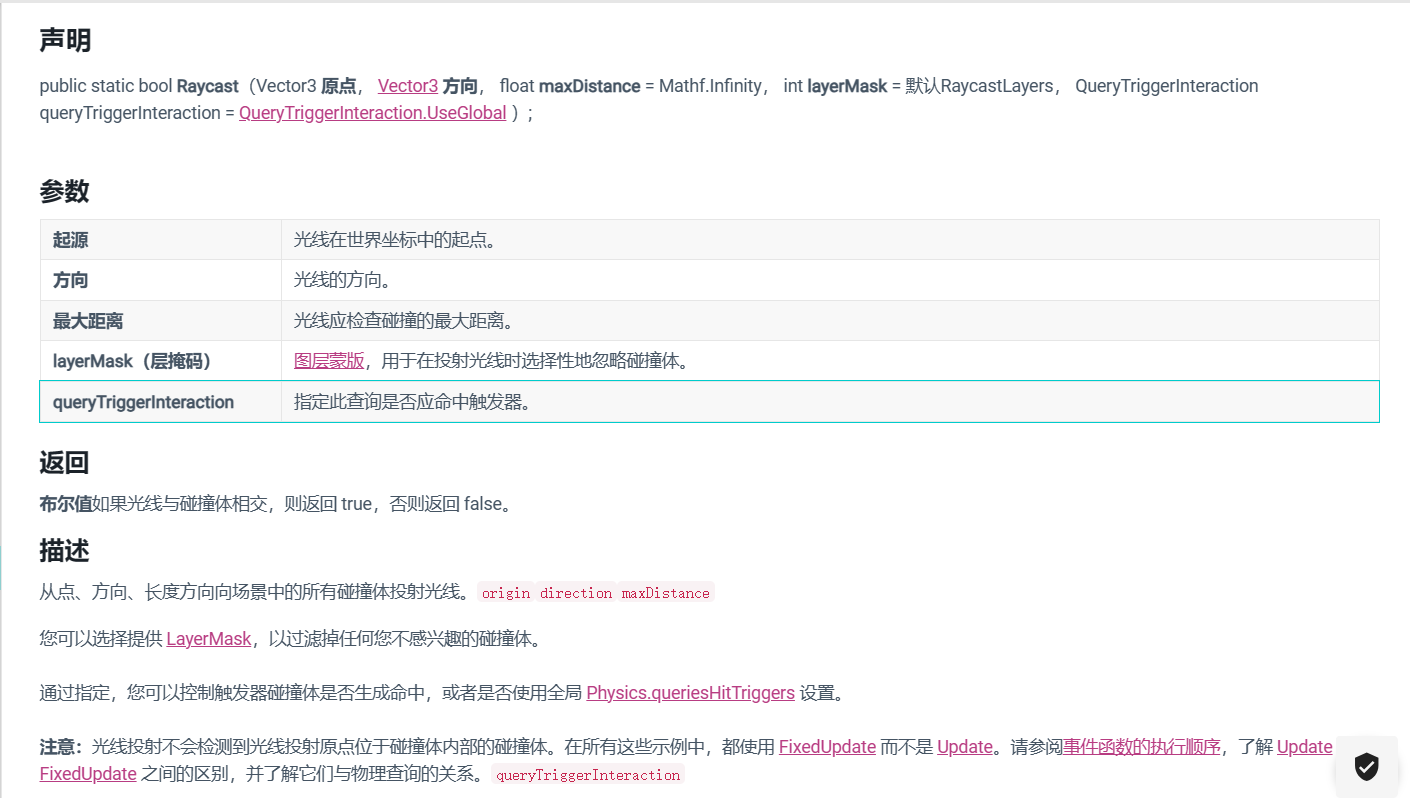 声明
public static bool Raycast（Vector3 原点， Vector3 方向， float maxDistance = Mathf.Infinity， int layerMask = 默认RaycastLayers， QueryTriggerInteraction
queryTriggerInteraction = QueryTriggerInteraction.UseGlobal ）;
参数
起源 光线在世界坐标中的起点。
方向 光线的方向。
最大距离 光线应检查碰撞的最大距离。
layerMask（层掩码） 图层蒙版，用于在投射光线时选择性地忽略碰撞体。
queryTriggerInteraction 指定此查询是否应命中触发器。
返回
布尔值如果光线与碰撞体相交，则返回 true，否则返回 false。
描述
从点、方向、长度方向向场景中的所有碰撞体投射光线。origin direction maxDistance
您可以选择提供 LayerMask，以过滤掉任何您不感兴趣的碰撞体。
通过指定，您可以控制触发器碰撞体是否生成命中，或者是否使用全局 Physics.queriesHitTriggers 设置。
注意：光线投射不会检测到光线投射原点位于碰撞体内部的碰撞体。在所有这些示例中，都使用 FixedUpdate 而不是 Update。请参阅事件函数的执行顺序，了解 Update
FixedUpdate 之间的区别，并了解它们与物理查询的关系。queryTriggerInteraction